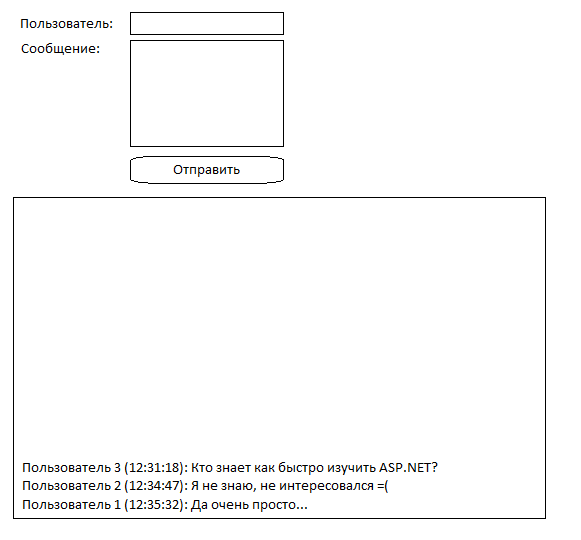 Пользователь:
Сообщение:
Отправить
Пользователь 3 (12:31:18): Кто знает как быстро изучить ASP.NET?
Пользователь 2 (12:34:47): Я не знаю, не интересовался =(
Пользователь 1 (12:35:32): Да очень просто...